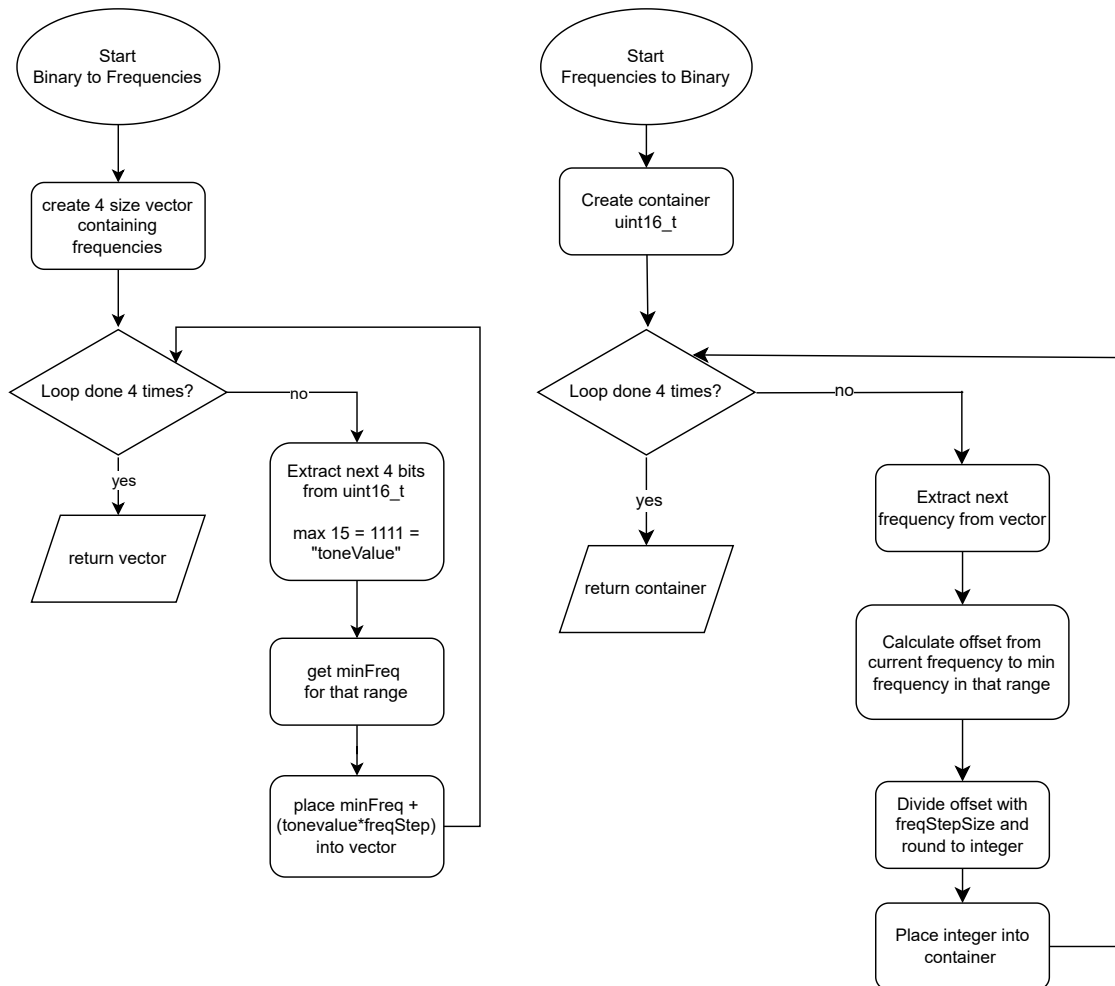 Start
Binary to Frequencies
create 4 size vector
containing
frequencies
Loop done 4 times?
no
yes
return vector
Extract next 4 bits
from uint16_t
max 15 = 1111 =
"toneValue"
get minFreq
for that range
place minFreq +
(tonevalue*freqStep)
into vector
Start
Frequencies to Binary
Create container
uint16_t
Loop done 4 times?
no
yes
return container
Extract next
frequency from vector
Calculate offset from
current frequency to min
frequency in that range
Divide offset with
freqStepSize and
round to integer
Place integer into
container